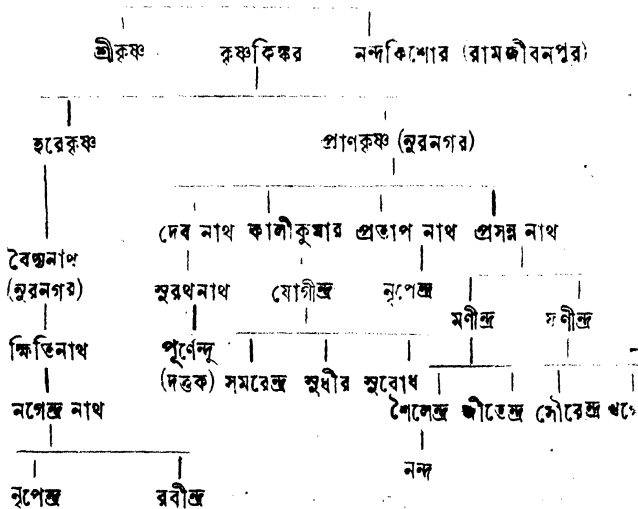 শ্রীকৃষ্ণ কৃষ্ণকিঙ্কর নন্দকিশোর (রামজীবনপুর)
হরেকৃষ্ণ প্রাণকৃষ্ণ (নুরনগর)
দেব নাথ কালীকুমার প্রতাপ নাথ প্রসন্ন নাথ
বৈদ্যনাথ
(নুরনগর) সুরথনাথ যোগীন্দ্র নৃপেন্দ্র
মণীন্দ্র ফণীন্দ্র
ক্ষিতিনাথ পূর্ণেন্দু
(দত্তক) সমরেন্দ্র সুধীর সুবোধ
নগেন্দ্র নাথ শৈলেন্দ্র জীতেন্দ্র সৌরেন্দ্র
নন্দ
নৃপেন্দ্র রবীন্দ্র